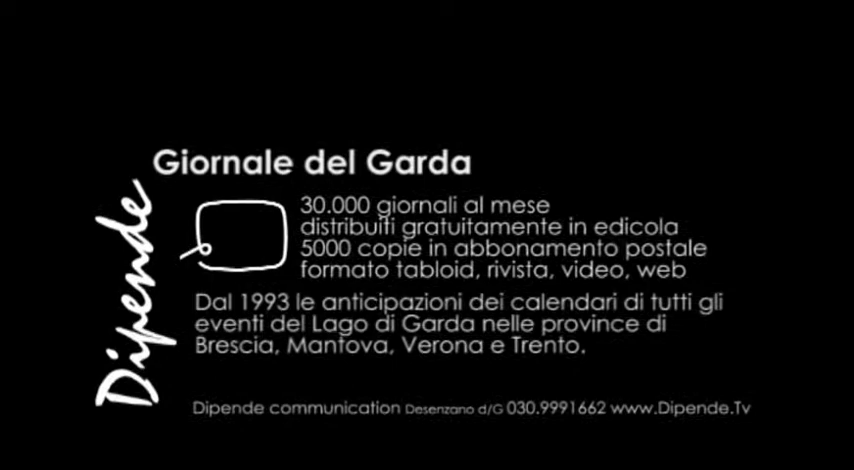 Giornale del Garda
Dipende
30.000 giornali al mese
distribuiti gratuitamente in edicola
5000 copie in abbonamento postale
formato tabloid, rivista, video, web
Dal 1993 le anticipazioni dei calendari di tutti gli
eventi del Lago di Garda nelle province di
Brescia, Mantova, Verona e Trento.
Dipende communication Desenzano d/G 030.9991662 www.Dipende.Tv